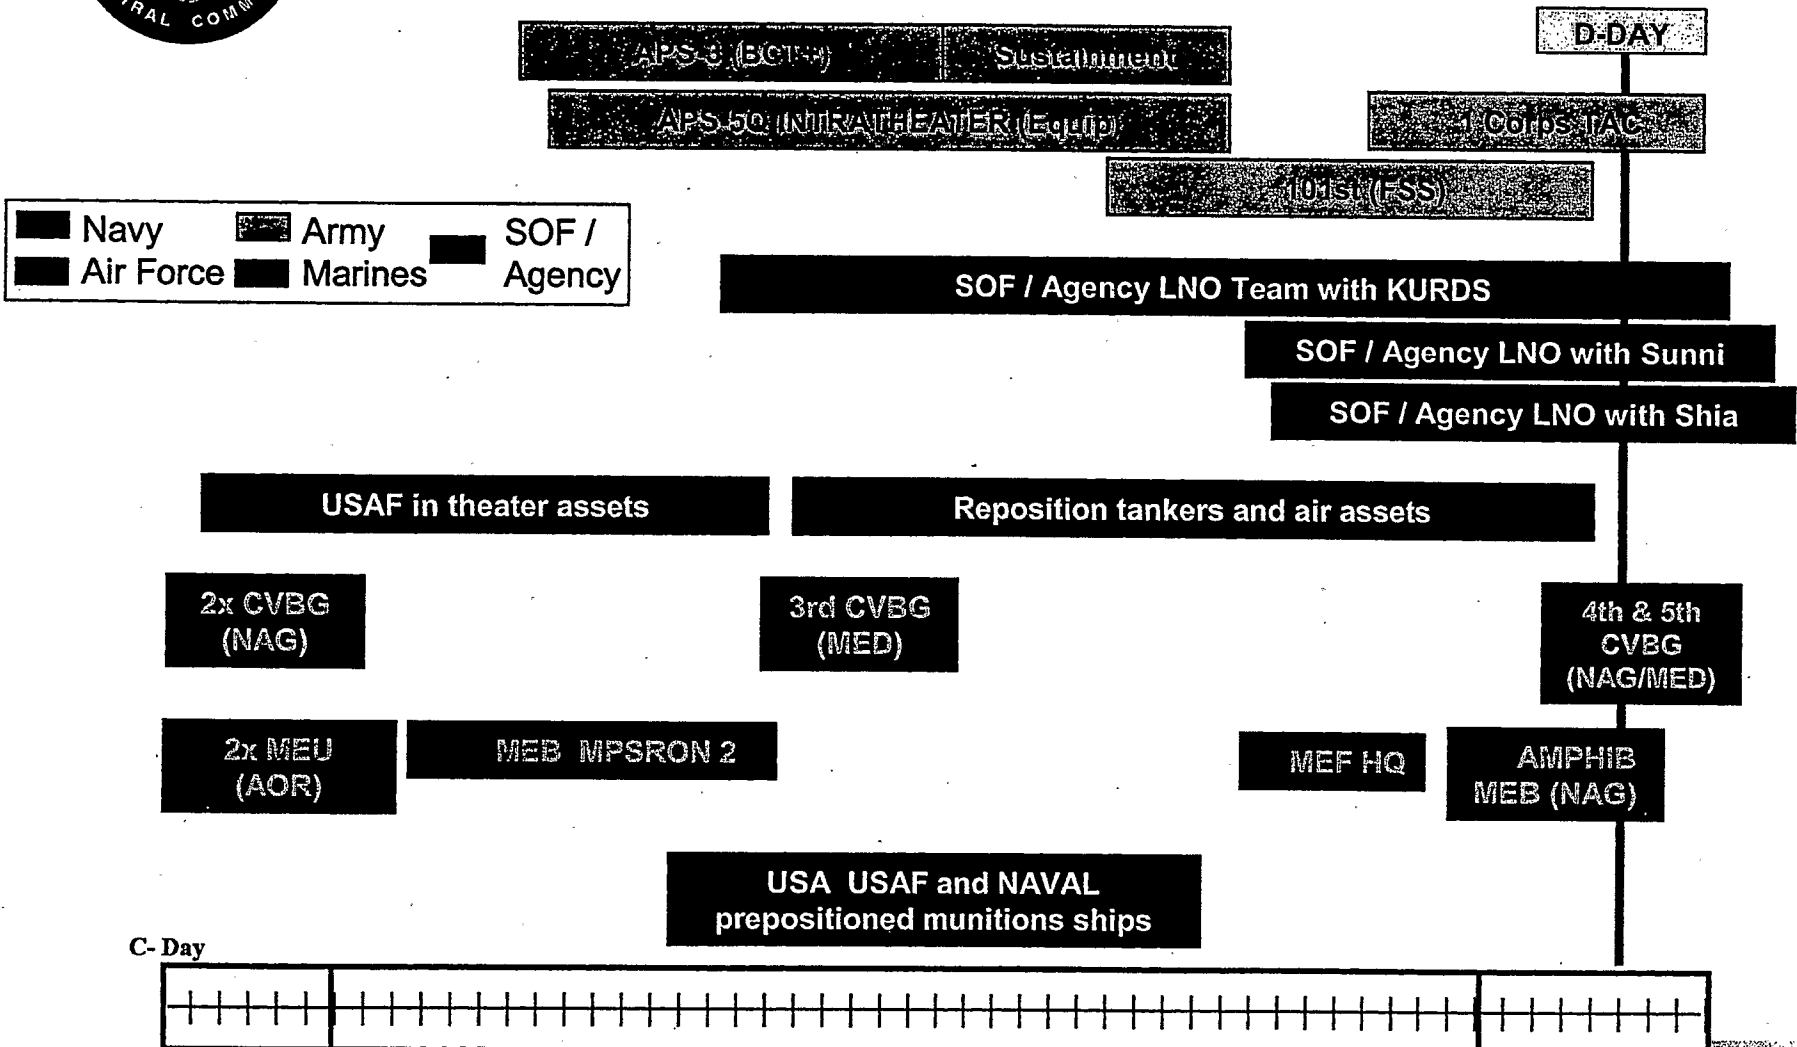 TRAL COMM
D-DAY
APS-3 (BCT+)
Sustainment
APS-5Q INTRATHEATER (Equip)
1 Corps TAC
101st (FSS)
Navy
Army
SOF /
Air Force
Marines
Agency
SOF / Agency LNO Team with KURDS
SOF / Agency LNO with Sunni
SOF / Agency LNO with Shia
USAF in theater assets
Reposition tankers and air assets
2x CVBG
(NAG)
3rd CVBG
(MED)
4th & 5th
CVBG
(NAG/MED)
2x MEU
(AOR)
MEB MPSRON 2
MEF HQ
AMPHIB
MEB (NAG)
USA USAF and NAVAL
prepositioned munitions ships
C- Day